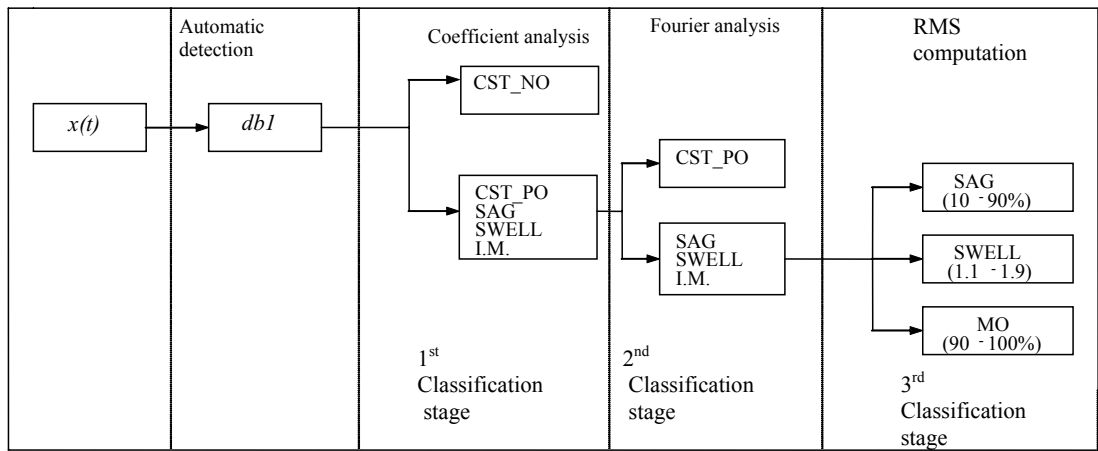 Automatic
detection
Coefficient analysis
Fourier analysis
RMS
computation
x(t)
db1
CST_NO
CST_PO
SAG
SWELL
I.M.
CST_PO
SAG
SWELL
I.M.
SAG
(10 - 90%)
SWELL
(1.1 - 1.9)
MO
(90 - 100%)
1st
Classification
stage
2nd
Classification
stage
3rd
Classification
stage